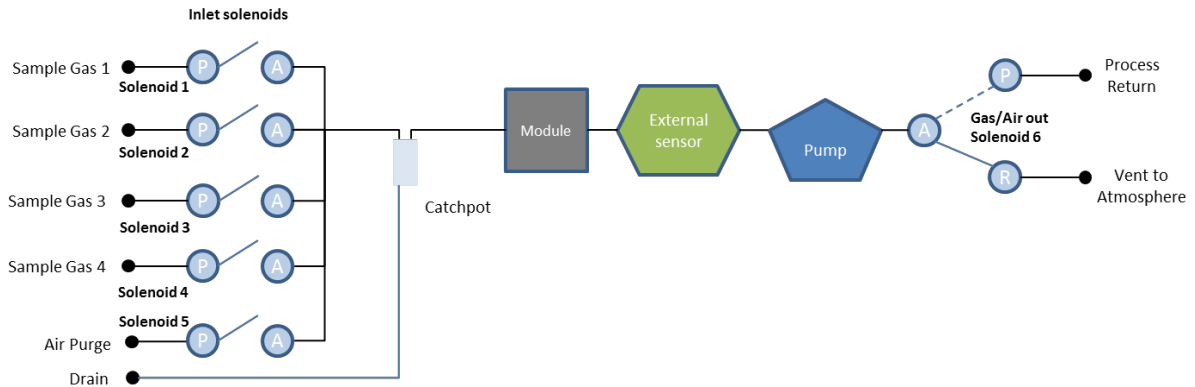 Inlet solenoids
Sample Gas 1
P
A
Solenoid 1
Sample Gas 2
P
A
Solenoid 2
Sample Gas 3
P
A
Solenoid 3
Sample Gas 4
P
A
Solenoid 4
Solenoid 5
Air Purge
P
A
Drain
Catchpot
Module
External
sensor
Pump
A
P
Process
Return
Gas/Air out
Solenoid 6
R
Vent to
Atmosphere